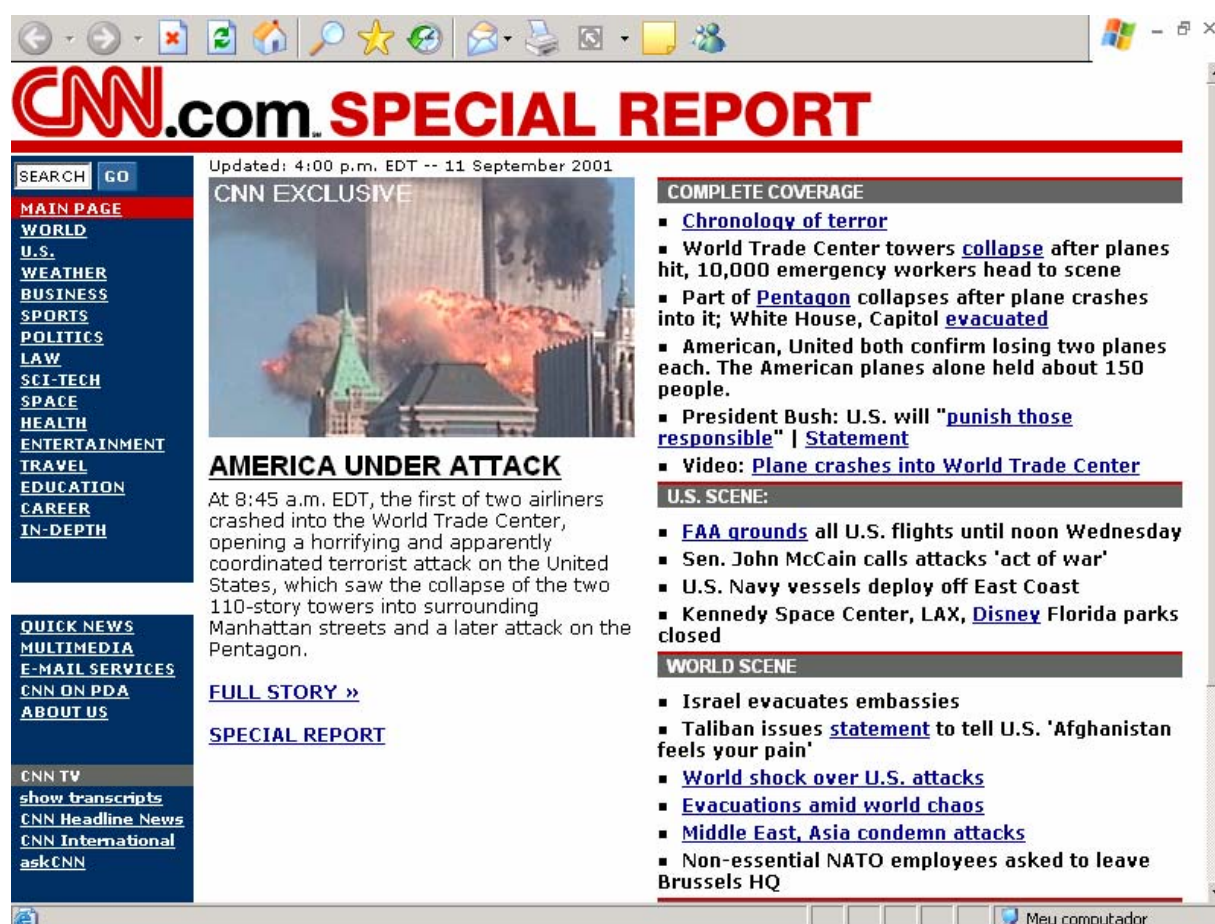 CNN.com SPECIAL REPORT
SEARCH GO
MAIN PAGE
WORLD
U.S.
WEATHER
BUSINESS
SPORTS
POLITICS
LAW
SCI-TECH
SPACE
HEALTH
ENTERTAINMENT
TRAVEL
EDUCATION
CAREER
IN-DEPTH
QUICK NEWS
MULTIMEDIA
E-MAIL SERVICES
CNN ON PDA
ABOUT US
CNN TV
show transcripts
CNN Headline News
CNN International
askCNN
Updated: 4:00 p.m. EDT -- 11 September 2001
CNN EXCLUSIVE
AMERICA UNDER ATTACK
At 8:45 a.m. EDT, the first of two airliners
crashed into the World Trade Center,
opening a horrifying and apparently
coordinated terrorist attack on the United
States, which saw the collapse of the two
110-story towers into surrounding
Manhattan streets and a later attack on the
Pentagon.
FULL STORY »
SPECIAL REPORT
COMPLETE COVERAGE
▪ Chronology of terror
▪ World Trade Center towers collapse after planes
hit, 10,000 emergency workers head to scene
▪ Part of Pentagon collapses after plane crashes
into it; White House, Capitol evacuated
▪ American, United both confirm losing two planes
each. The American planes alone held about 150
people.
▪ President Bush: U.S. will "punish those
responsible" | Statement
▪ Video: Plane crashes into World Trade Center
U.S. SCENE:
▪ FAA grounds all U.S. flights until noon Wednesday
▪ Sen. John McCain calls attacks 'act of war'
▪ U.S. Navy vessels deploy off East Coast
▪ Kennedy Space Center, LAX, Disney Florida parks
closed
WORLD SCENE
▪ Israel evacuates embassies
▪ Taliban issues statement to tell U.S. 'Afghanistan
feels your pain'
▪ World shock over U.S. attacks
▪ Evacuations amid world chaos
▪ Middle East, Asia condemn attacks
▪ Non-essential NATO employees asked to leave
Brussels HQ
Meu computador